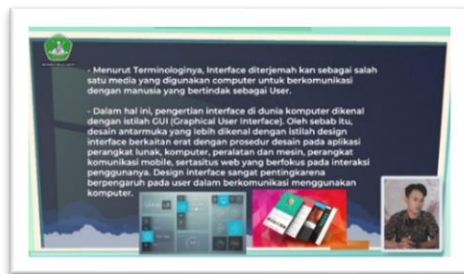 - Menurut Terminologinya, Interface diterjemah kan sebagai salah
satu media yang digunakan computer untuk berkomunikasi
dengan manusia yang bertindak sebagai User.
- Dalam hal ini, pengertian interface di dunia komputer dikenal
dengan istilah GUI (Graphical User Interface). Oleh sebab itu,
desain antarmuka yang lebih dikenal dengan istilah design
interface berkaitan erat dengan prosedur desain pada aplikasi
perangkat lunak, komputer, peralatan dan mesin, perangkat
komunikasi mobile, sertasitus web yang berfokus pada interaksi
penggunanya. Design interface sangat pentingkarena
berpengaruh pada user dalam berkomunikasi menggunakan
komputer.